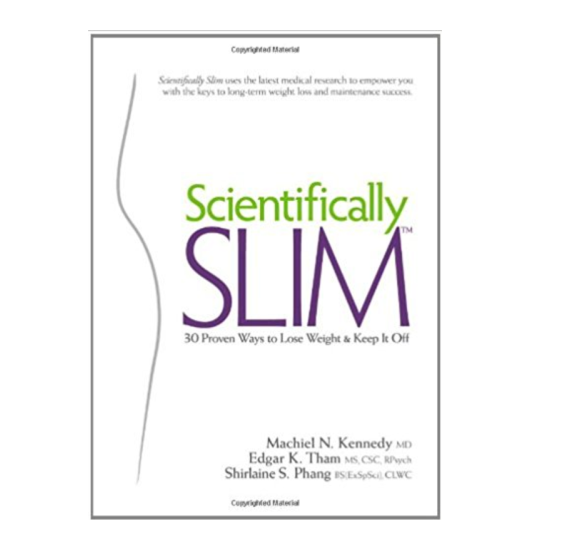 Copyrighted Material
Scientifically Slim uses the latest medical research to empower you
with the keys to long-term weight loss and maintenance success.
Scientifically
SLIM™
30 Proven Ways to Lose Weight & Keep It Off
Machiel N. Kennedy MD
Edgar K. Tham MS, CSC, RPsych
Shirlaine S. Phang BS(ExSpSci), CLWC
Copyrighted Material